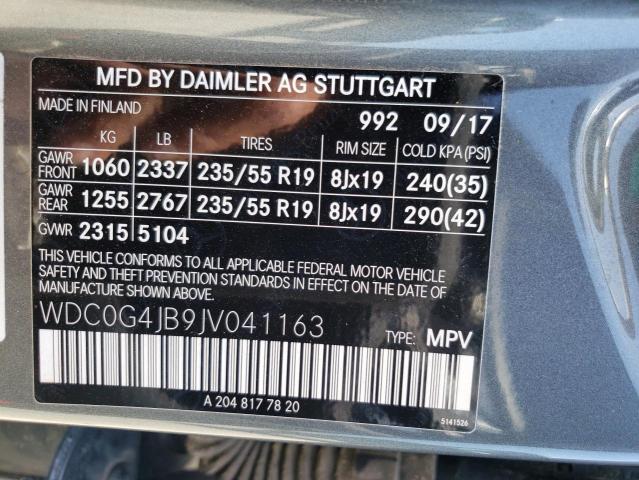 MFD BY DAIMLER AG STUTTGART
MADE IN FINLAND 992 09/17
KG LB TIRES RIM SIZE COLD KPA (PSI)
GAWR FRONT 1060 2337 235/55 R19 8Jx19 240(35)
GAWR REAR 1255 2767 235/55 R19 8Jx19 290(42)
GVWR 2315 5104
THIS VEHICLE CONFORMS TO ALL APPLICABLE FEDERAL MOTOR VEHICLE
SAFETY AND THEFT PREVENTION STANDARDS IN EFFECT ON THE DATE OF
MANUFACTURE SHOWN ABOVE.
WDC0G4JB9JV041163
TYPE: MPV
A 204 817 78 20
5141526